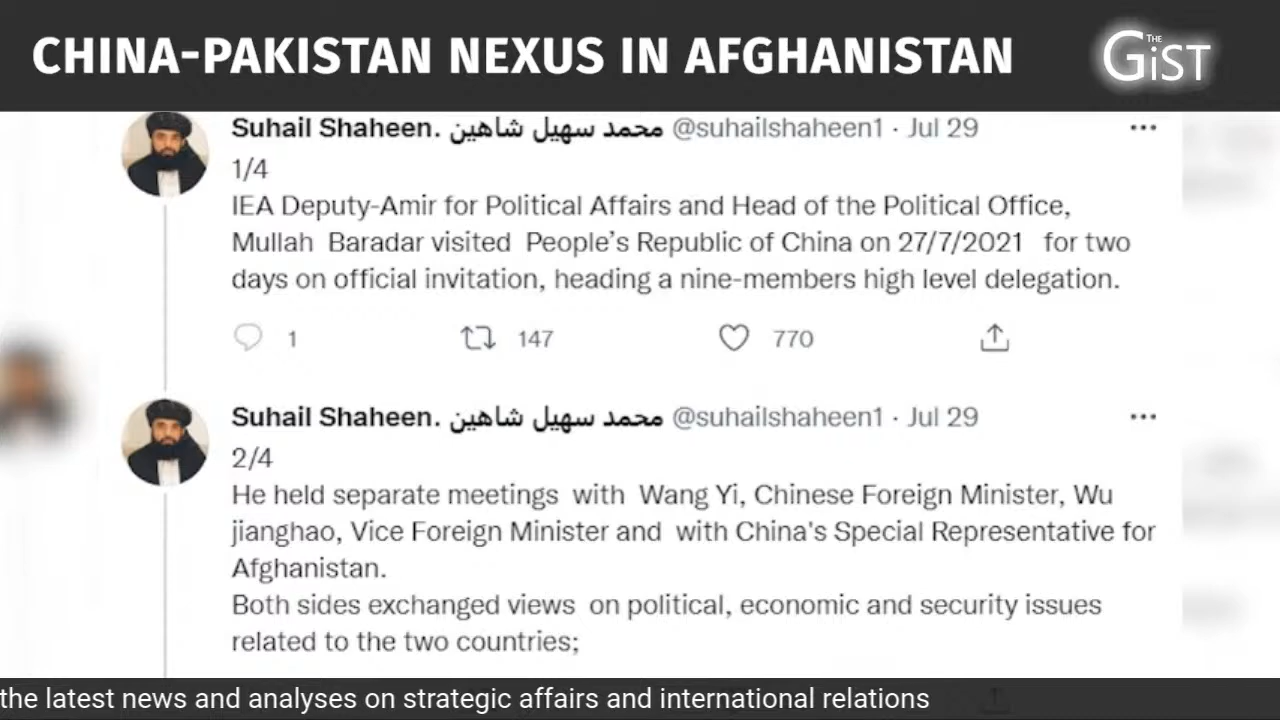 CHINA-PAKISTAN NEXUS IN AFGHANISTAN
THE GiST
Suhail Shaheen. محمد سهیل شاهین @suhailshaheen1 · Jul 29
1/4
IEA Deputy-Amir for Political Affairs and Head of the Political Office,
Mullah Baradar visited People's Republic of China on 27/7/2021 for two
days on official invitation, heading a nine-members high level delegation.
1 147 770
Suhail Shaheen. محمد سهیل شاهین @suhailshaheen1 · Jul 29
2/4
He held separate meetings with Wang Yi, Chinese Foreign Minister, Wu
jianghao, Vice Foreign Minister and with China's Special Representative for
Afghanistan.
Both sides exchanged views on political, economic and security issues
related to the two countries;
the latest news and analyses on strategic affairs and international relations